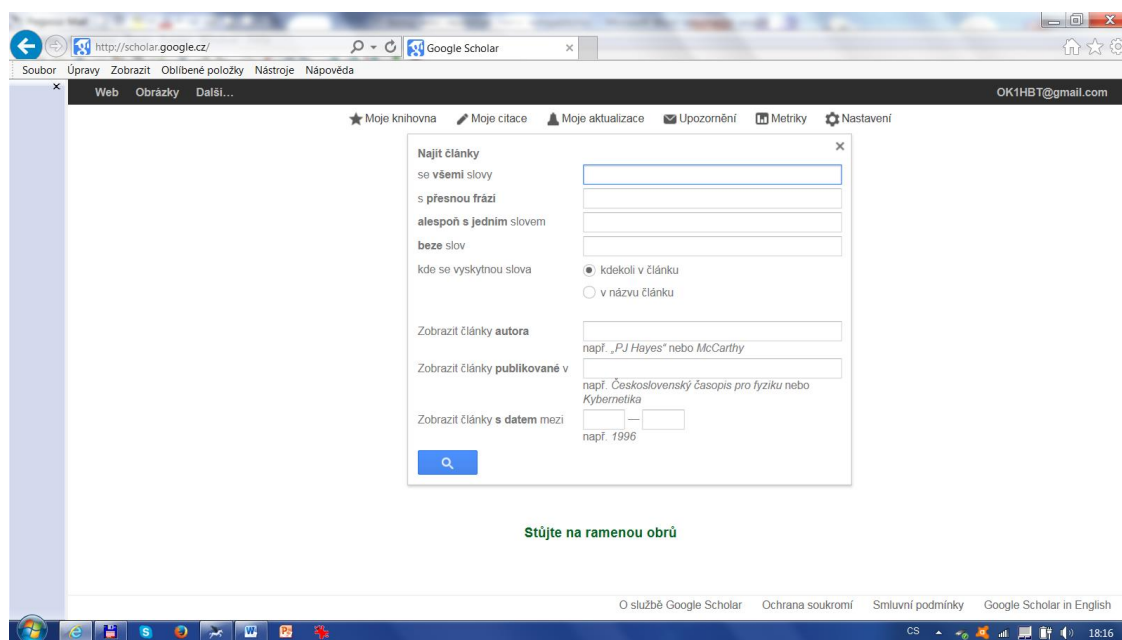 http://scholar.google.cz/
Google Scholar
Soubor Úpravy Zobrazit Oblíbené položky Nástroje Nápověda
Web Obrázky Další... OK1HBT@gmail.com
Moje knihovna Moje citace Moje aktualizace Upozornění Metriky Nastavení
Najít články
se všemi slovy
s přesnou frází
alespoň s jedním slovem
beze slov
kde se vyskytnou slova kdekoli v článku
v názvu článku
Zobrazit články autora
např. „PJ Hayes“ nebo McCarthy
Zobrazit články publikované v
např. Československý časopis pro fyziku nebo
Kybernetika
Zobrazit články s datem mezi —
např. 1996
Stůjte na ramenou obrů
O službě Google Scholar Ochrana soukromí Smluvní podmínky Google Scholar in English
CS 18:16